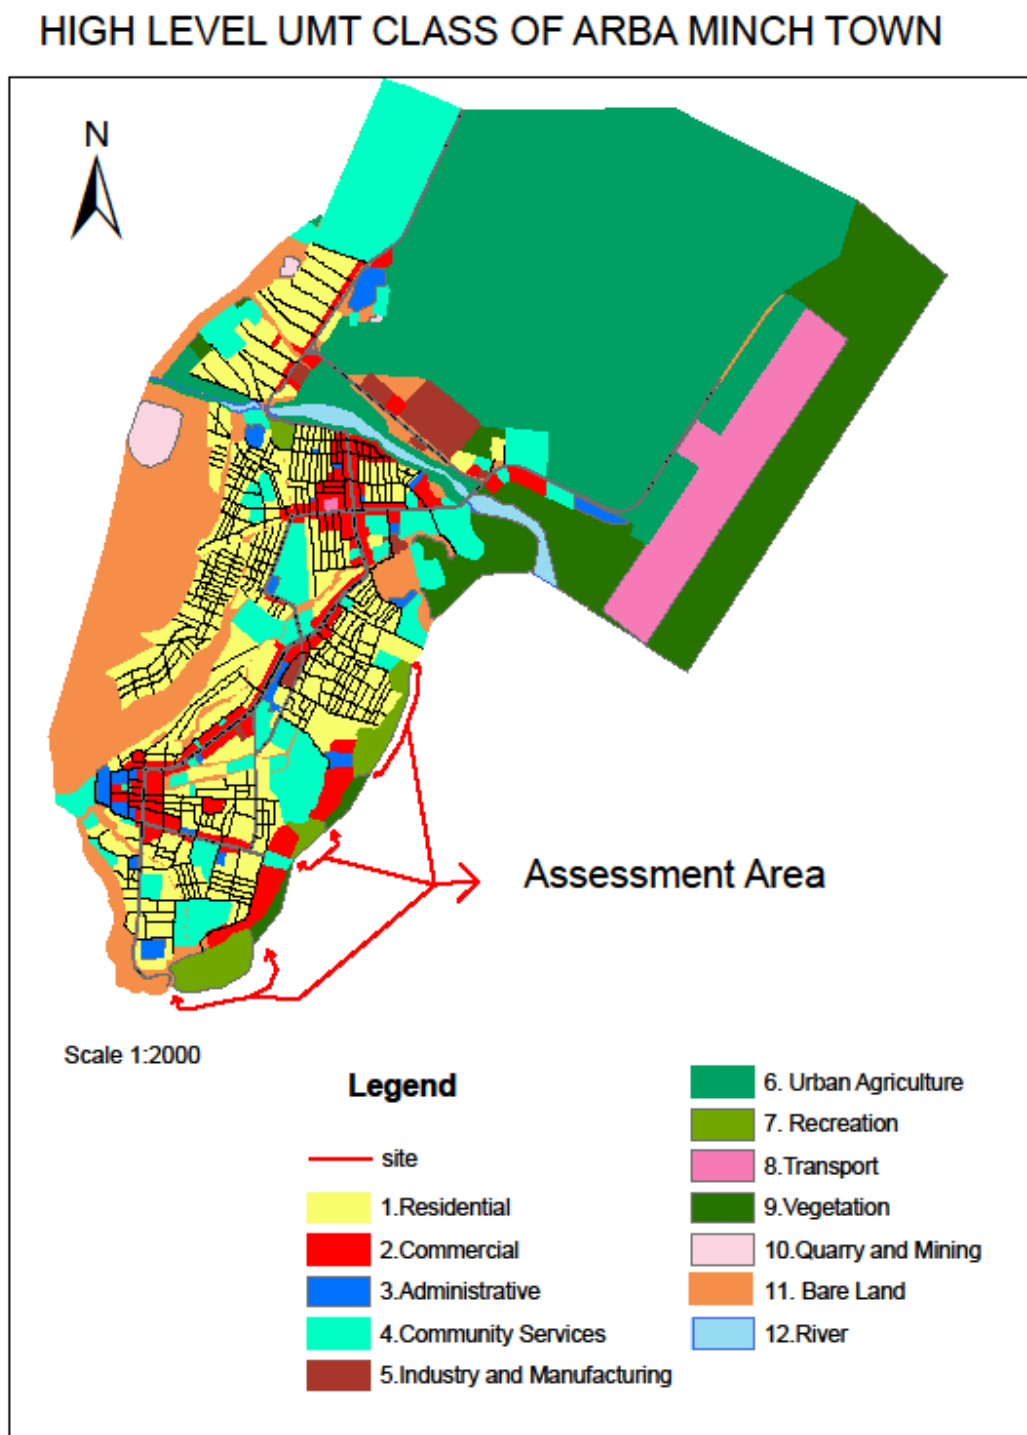 HIGH LEVEL UMT CLASS OF ARBA MINCH TOWN
N
Assessment Area
Scale 1:2000
Legend
site
1.Residential
2.Commercial
3.Administrative
4.Community Services
5.Industry and Manufacturing
6. Urban Agriculture
7. Recreation
8.Transport
9.Vegetation
10.Quarry and Mining
11. Bare Land
12.River